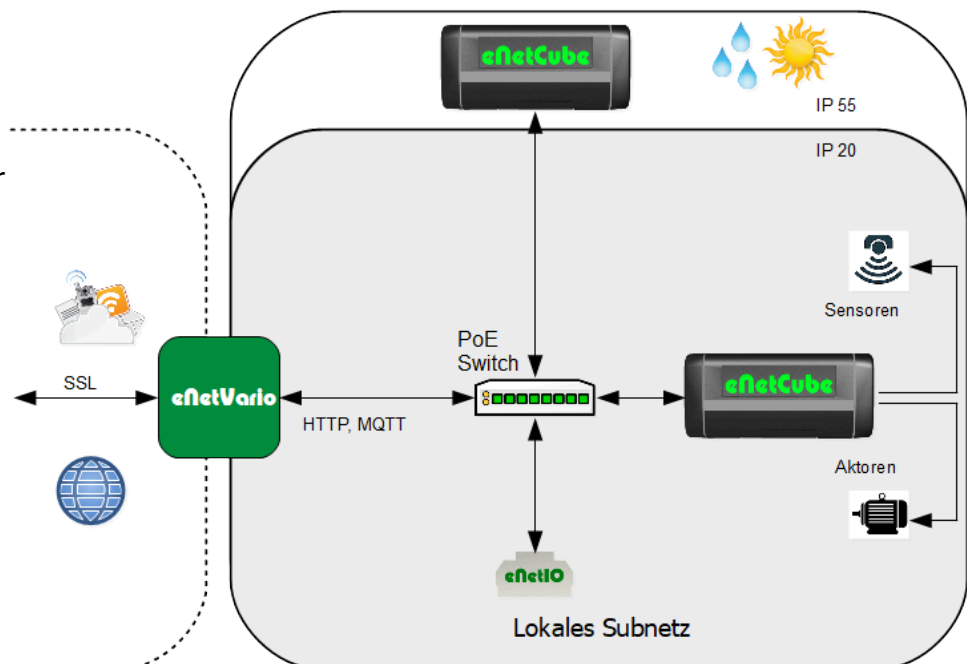 eNetCube
IP 55
IP 20
r
Sensoren
PoE
Switch
SSL
eNetVario
HTTP, MQTT
eNetCube
Aktoren
eNetIO
Lokales Subnetz